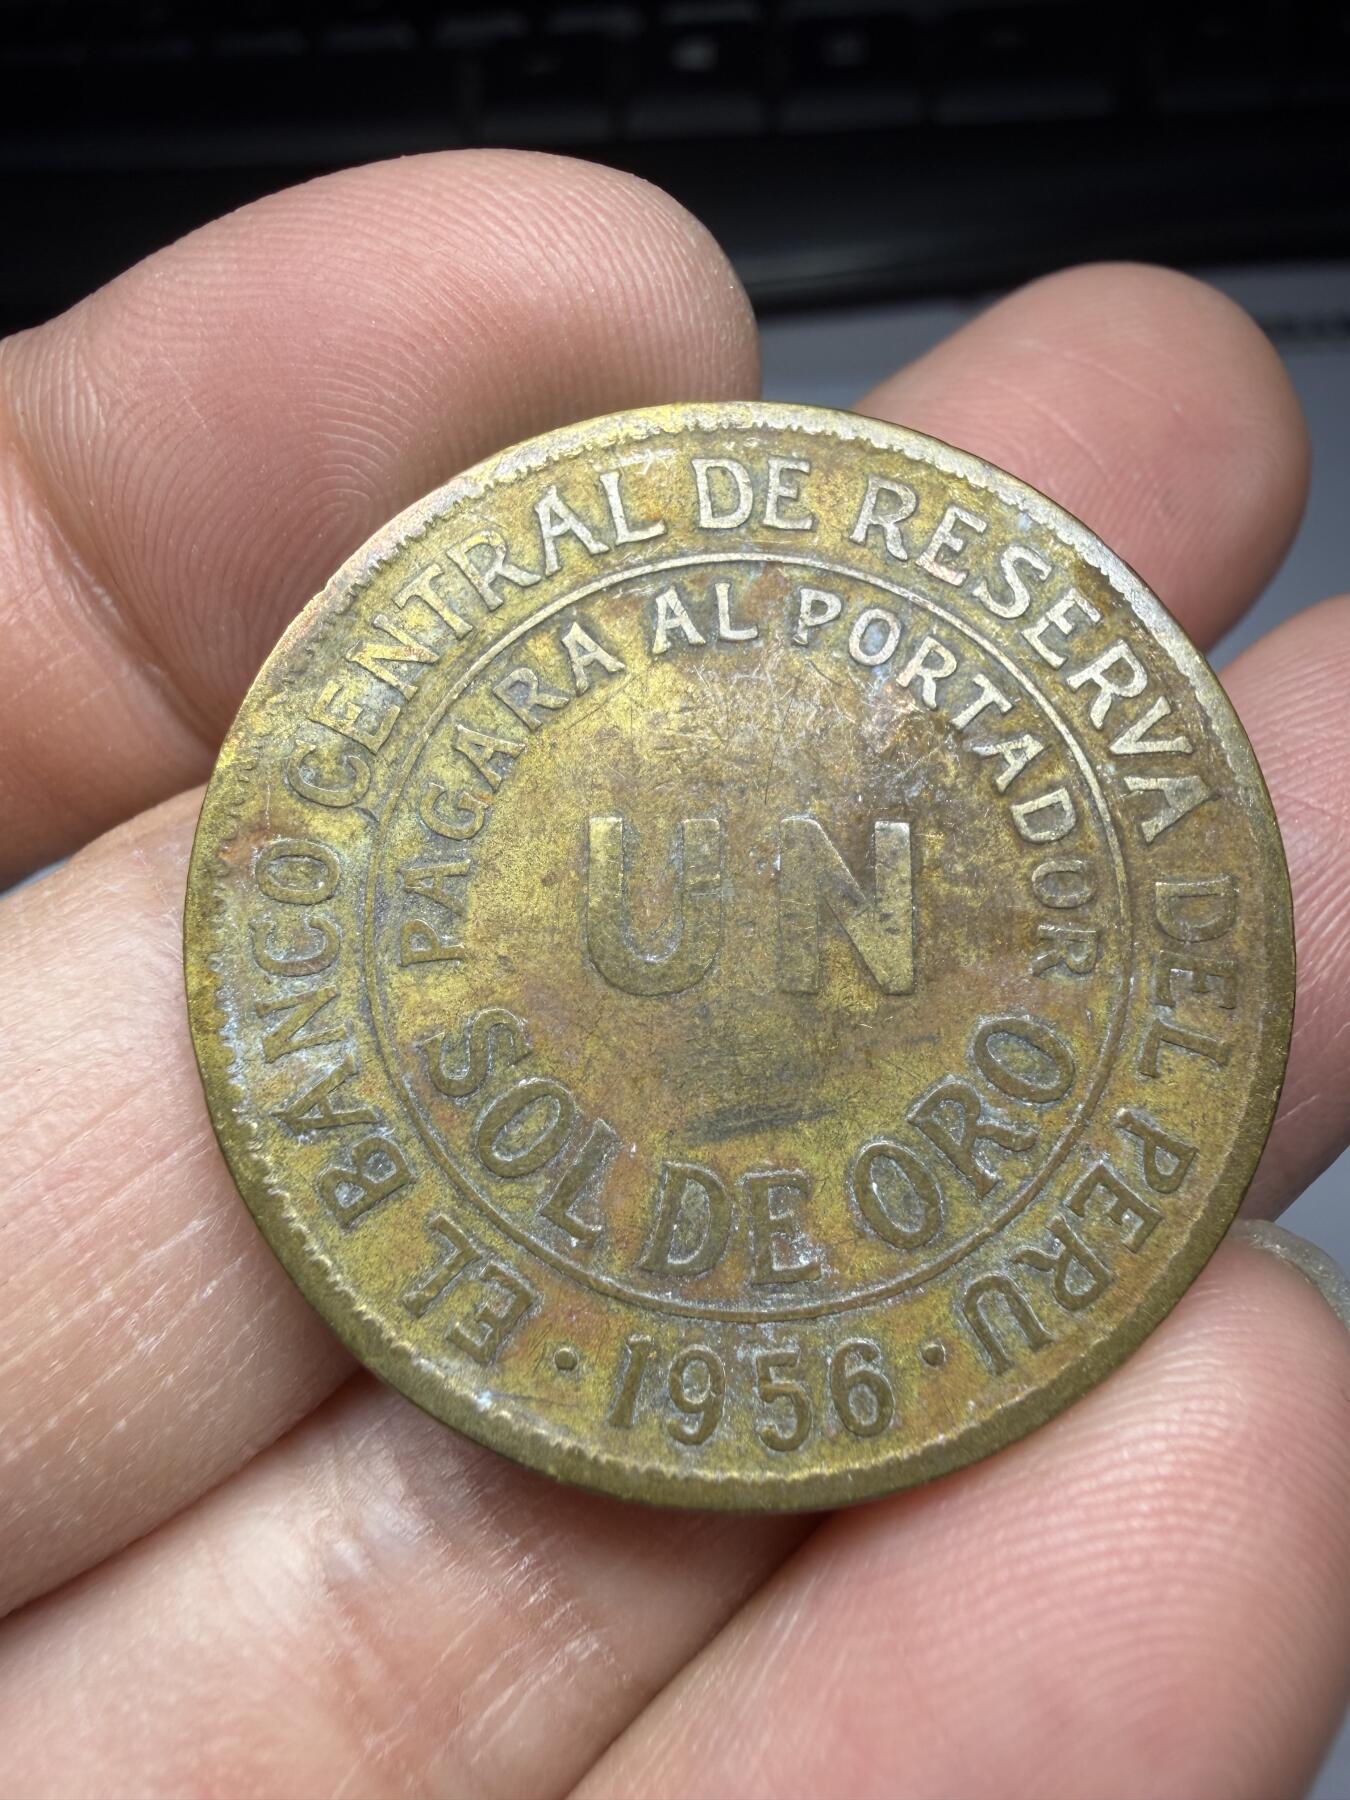 EL BANCO CENTRAL DE RESERVA DEL PERU
PAGARA AL PORTADOR
UN
SOL DE ORO
· 1956 ·